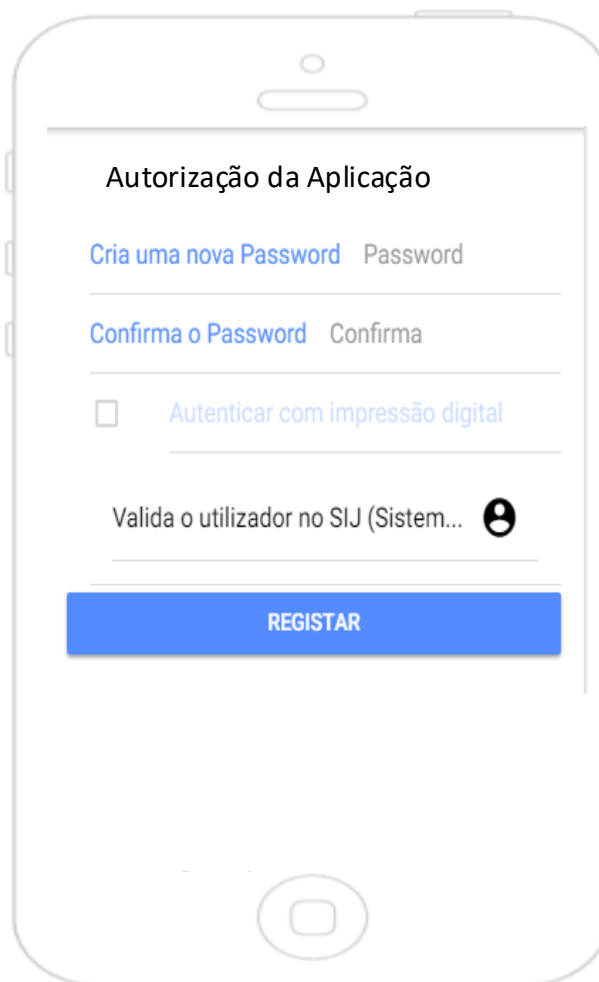 Autorização da Aplicação
Cria uma nova Password Password
Confirma o Password Confirma
Autenticar com impressão digital
Valida o utilizador no SIJ (Sistem...
REGISTAR